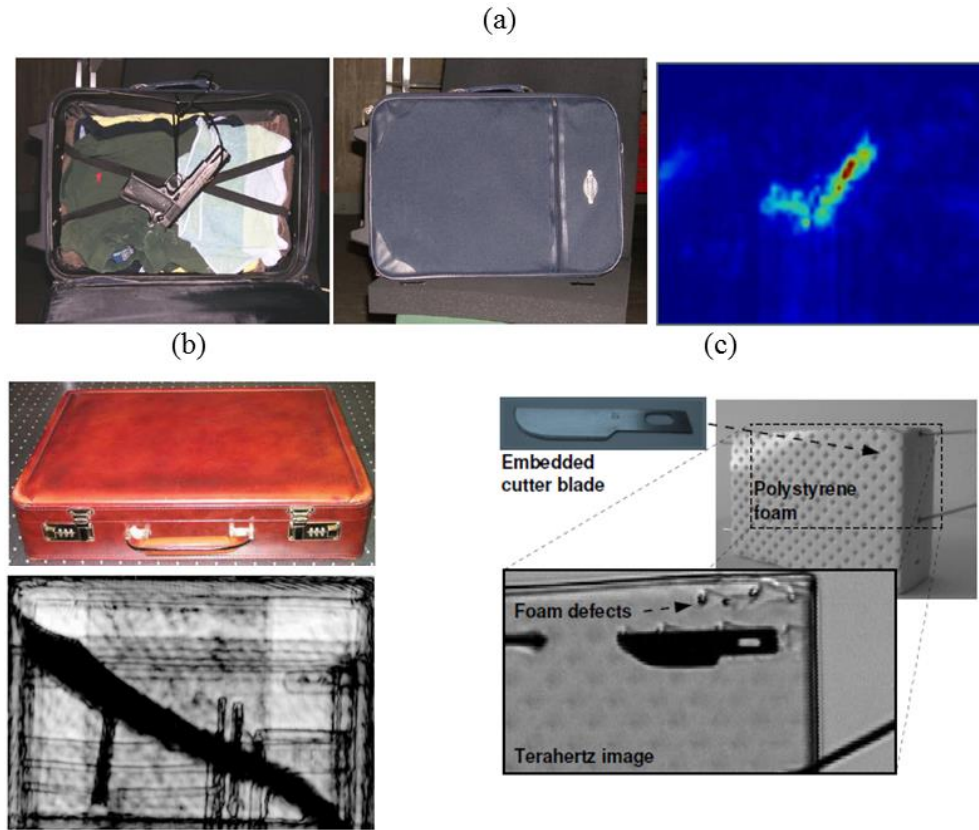 (a)
(b)
(c)
Embedded
cutter blade
Polystyrene
foam
Foam defects
Terahertz image